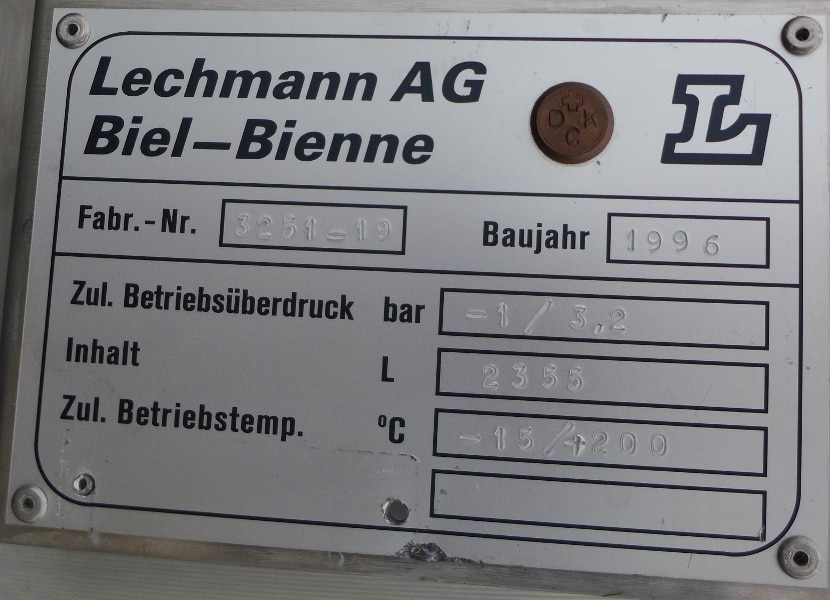 Lechmann AG
Biel–Bienne
D K
C
L
Fabr.-Nr. 3251-19 Baujahr 1996
Zul. Betriebsüberdruck bar -1 / 3,2
Inhalt L 2355
Zul. Betriebstemp. °C -15/+200